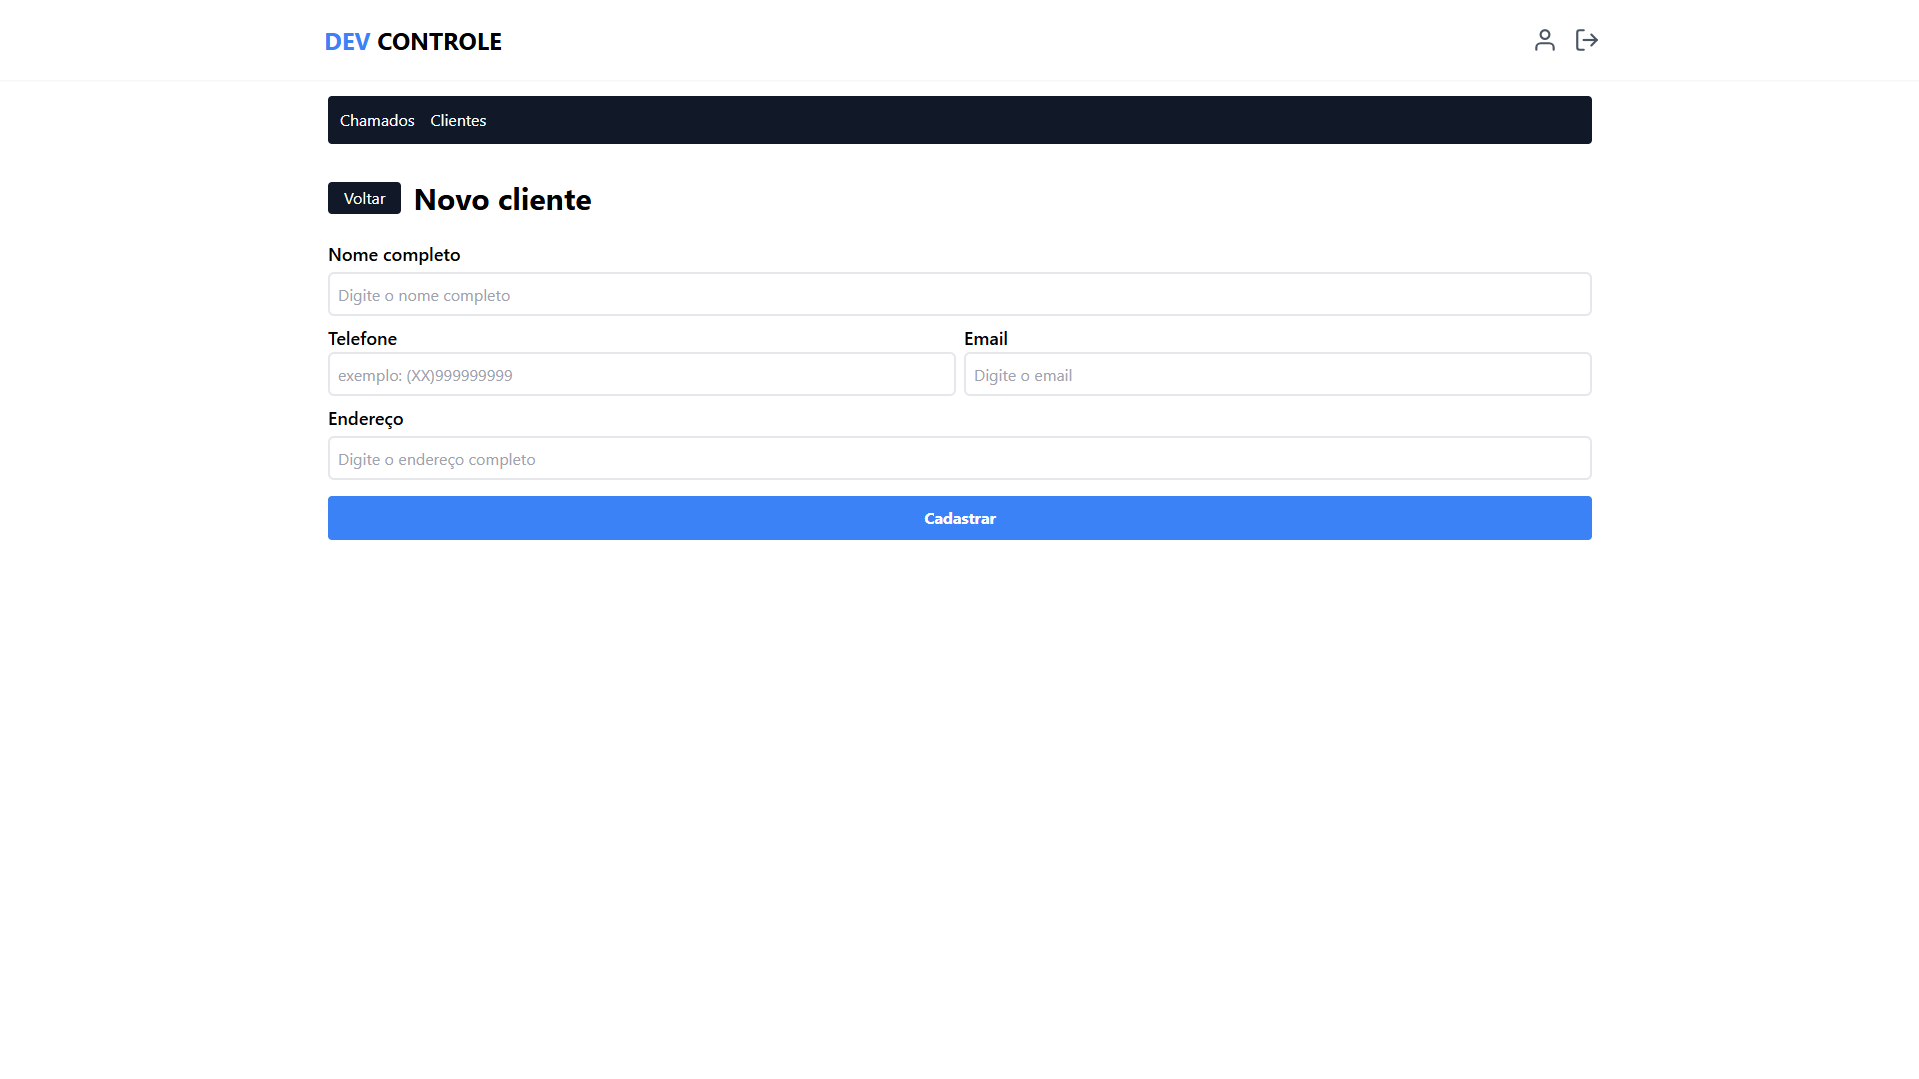 DEV CONTROLE
Chamados Clientes
Voltar Novo cliente
Nome completo
Digite o nome completo
Telefone Email
exemplo: (XX)999999999 Digite o email
Endereço
Digite o endereço completo
Cadastrar